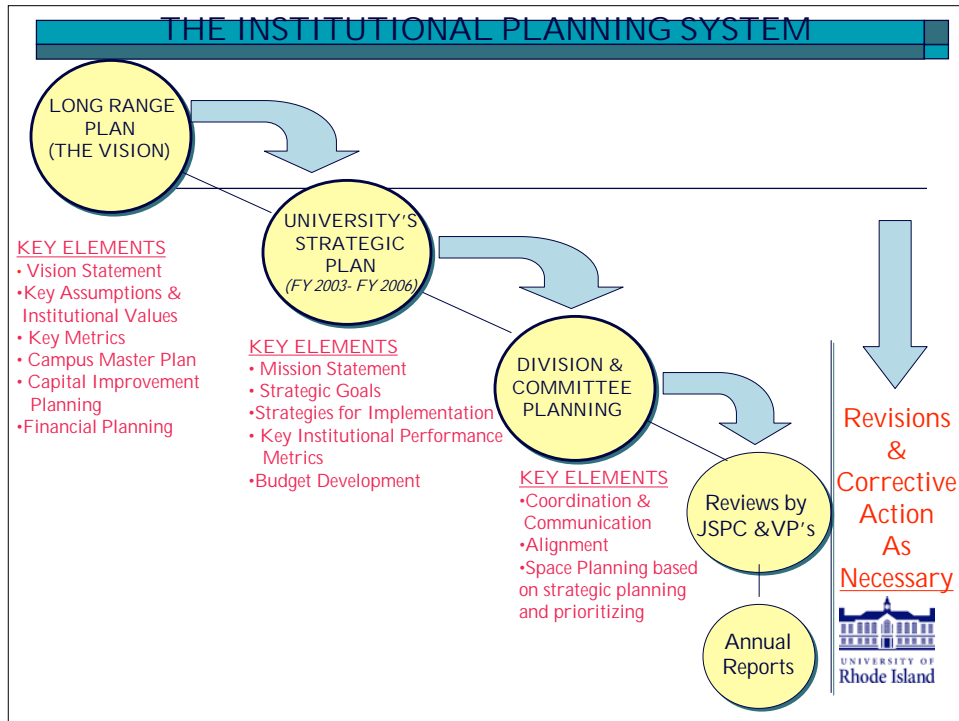 THE INSTITUTIONAL PLANNING SYSTEM
LONG RANGE
PLAN
(THE VISION)
KEY ELEMENTS
• Vision Statement
•Key Assumptions &
Institutional Values
• Key Metrics
• Campus Master Plan
• Capital Improvement
Planning
•Financial Planning
UNIVERSITY'S
STRATEGIC
PLAN
(FY 2003- FY 2006)
KEY ELEMENTS
• Mission Statement
• Strategic Goals
•Strategies for Implementation
• Key Institutional Performance
Metrics
•Budget Development
DIVISION &
COMMITTEE
PLANNING
KEY ELEMENTS
•Coordination &
Communication
•Alignment
•Space Planning based
on strategic planning
and prioritizing
Reviews by
JSPC &VP's
Annual
Reports
Revisions
&
Corrective
Action
As
Necessary
UNIVERSITY OF
Rhode Island